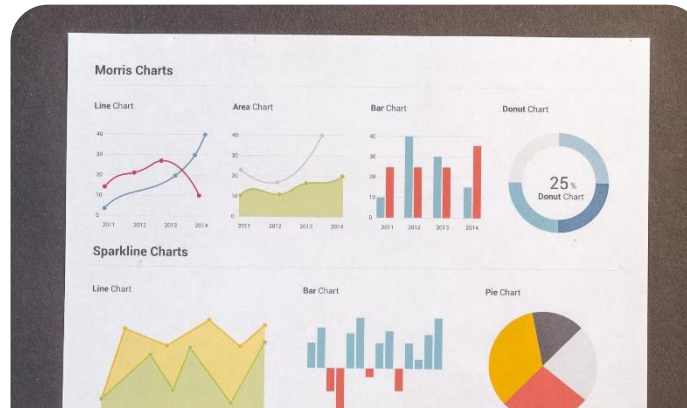 Morris Charts
Line Chart
40
30
20
10
0
2011 2012 2013 2014
Area Chart
40
30
20
10
0
2011 2012 2013 2014
Bar Chart
40
30
20
10
0
2011 2012 2013 2014
Donut Chart
25%
Donut Chart
Sparkline Charts
Line Chart
Bar Chart
Pie Chart